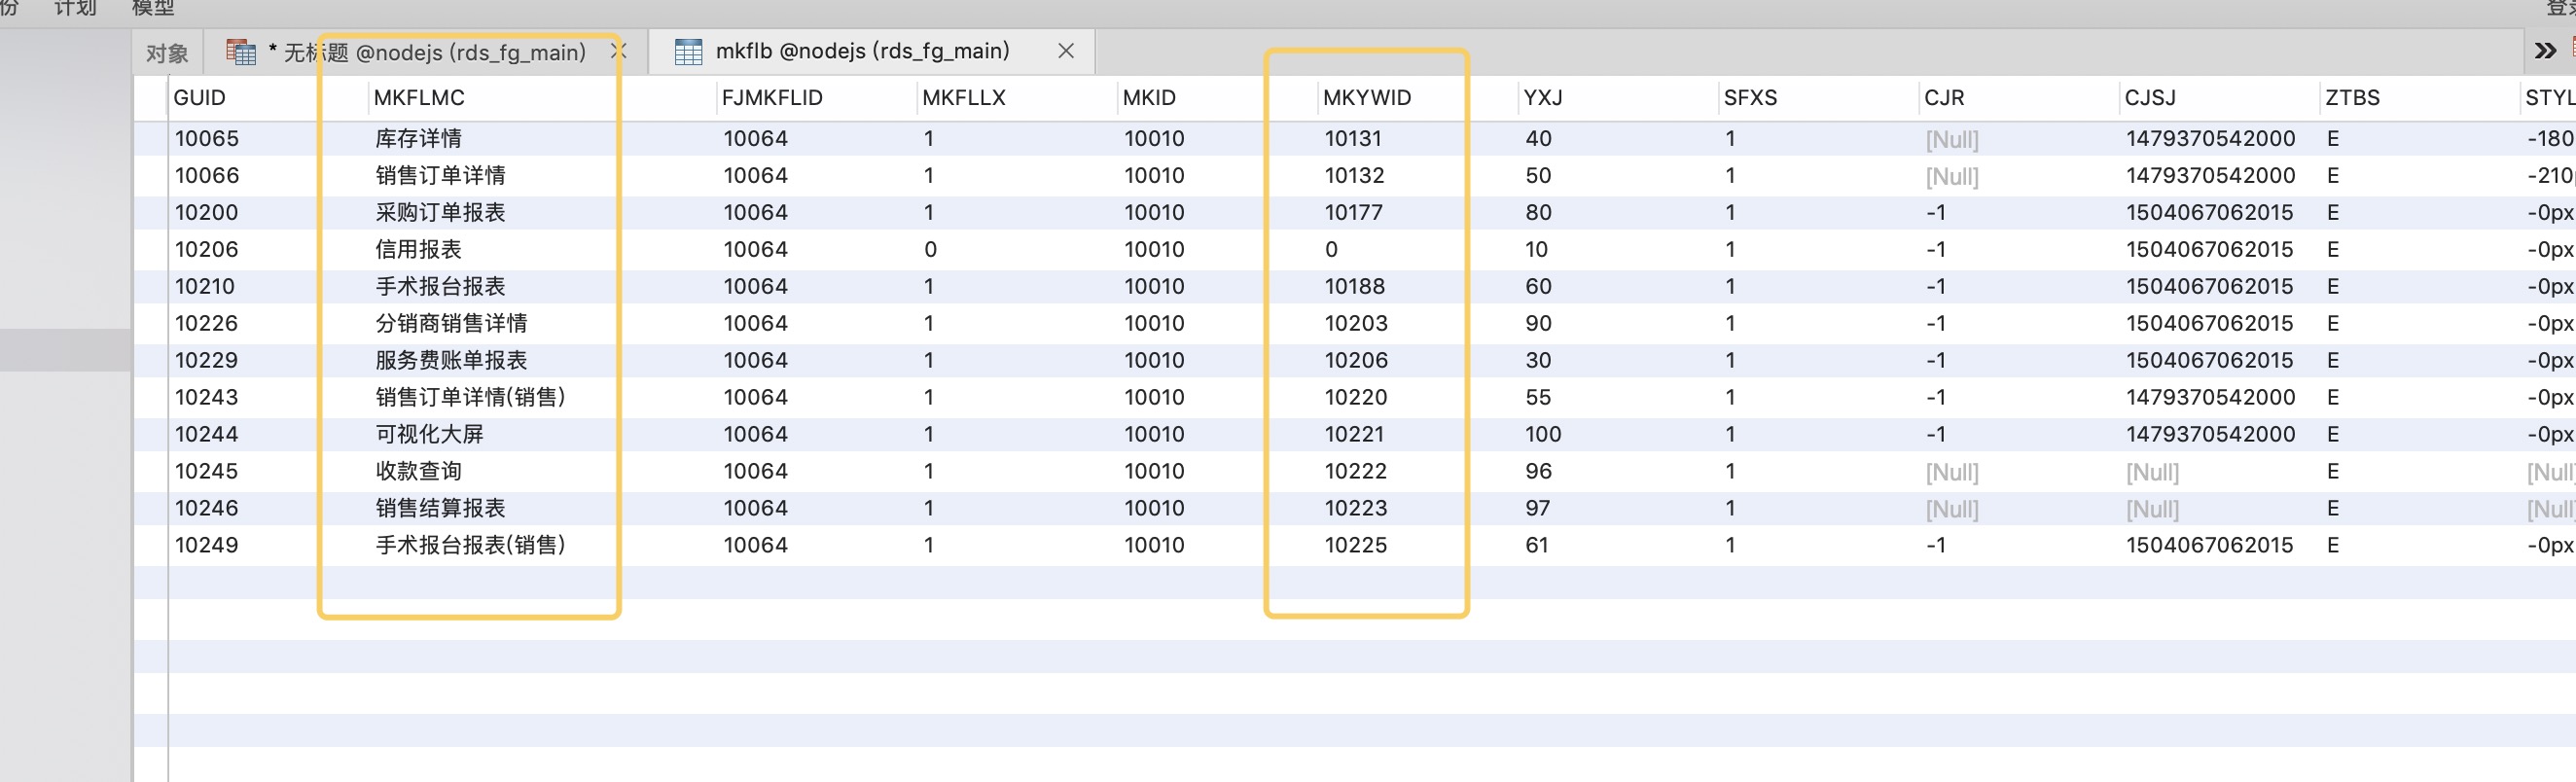 份 计划 模型
对象 * 无标题 @nodejs (rds_fg_main) mkflb @nodejs (rds_fg_main)
GUID MKFLMC FJMKFLID MKFLLX MKID MKYWID YXJ SFXS CJR CJSJ ZTBS STYL
10065 库存详情 10064 1 10010 10131 40 1 [Null] 1479370542000 E -180
10066 销售订单详情 10064 1 10010 10132 50 1 [Null] 1479370542000 E -210
10200 采购订单报表 10064 1 10010 10177 80 1 -1 1504067062015 E -0px
10206 信用报表 10064 0 10010 0 10 1 -1 1504067062015 E -0px
10210 手术报台报表 10064 1 10010 10188 60 1 -1 1504067062015 E -0px
10226 分销商销售详情 10064 1 10010 10203 90 1 -1 1504067062015 E -0px
10229 服务费账单报表 10064 1 10010 10206 30 1 -1 1504067062015 E -0px
10243 销售订单详情(销售) 10064 1 10010 10220 55 1 -1 1479370542000 E -0px
10244 可视化大屏 10064 1 10010 10221 100 1 -1 1479370542000 E -0px
10245 收款查询 10064 1 10010 10222 96 1 [Null] [Null] E [Null
10246 销售结算报表 10064 1 10010 10223 97 1 [Null] [Null] E [Null
10249 手术报台报表(销售) 10064 1 10010 10225 61 1 -1 1504067062015 E -0px